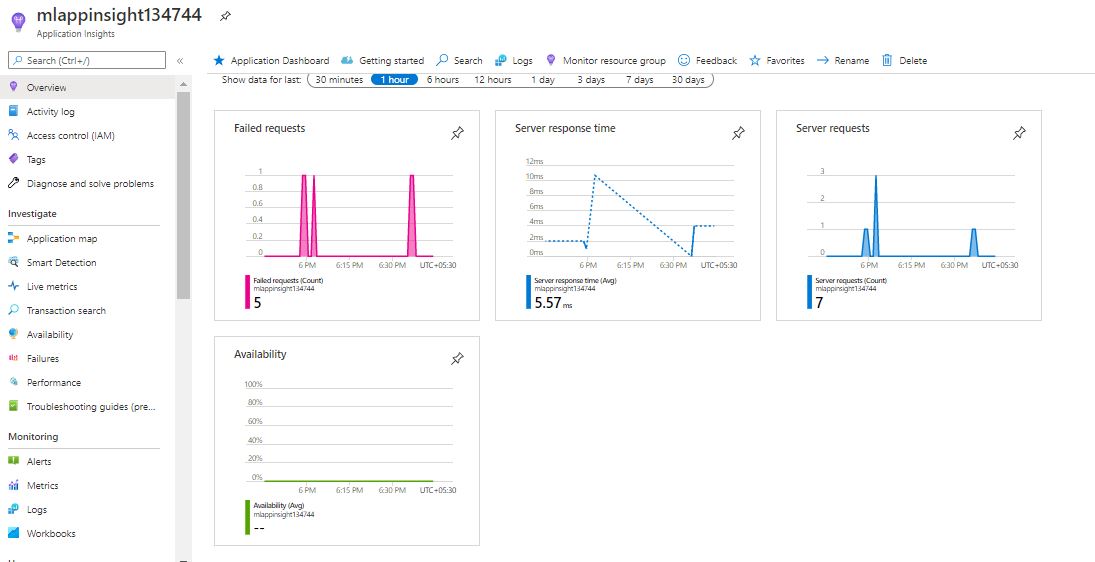 mlappinsight134744
Application Insights
Search (Ctrl+/)
«
Overview
Activity log
Access control (IAM)
Tags
Diagnose and solve problems
Investigate
Application map
Smart Detection
Live metrics
Transaction search
Availability
Failures
Performance
Troubleshooting guides (pre...
Monitoring
Alerts
Metrics
Logs
Workbooks
Application Dashboard Getting started Search Logs Monitor resource group Feedback Favorites Rename Delete
Show data for last: 30 minutes 1 hour 6 hours 12 hours 1 day 3 days 7 days 30 days
Failed requests
1
0.8
0.6
0.4
0.2
0
6 PM 6:15 PM 6:30 PM UTC+05:30
Failed requests (Count)
mlappinsight134744
5
Server response time
12ms
10ms
8ms
6ms
4ms
2ms
0ms
6 PM 6:15 PM 6:30 PM UTC+05:30
Server response time (Avg)
mlappinsight134744
5.57 ms
Server requests
3
2
1
0
6 PM 6:15 PM 6:30 PM UTC+05:30
Server requests (Count)
mlappinsight134744
7
Availability
100%
80%
60%
40%
20%
0%
6 PM 6:15 PM 6:30 PM UTC+05:30
Availability (Avg)
mlappinsight134744
--